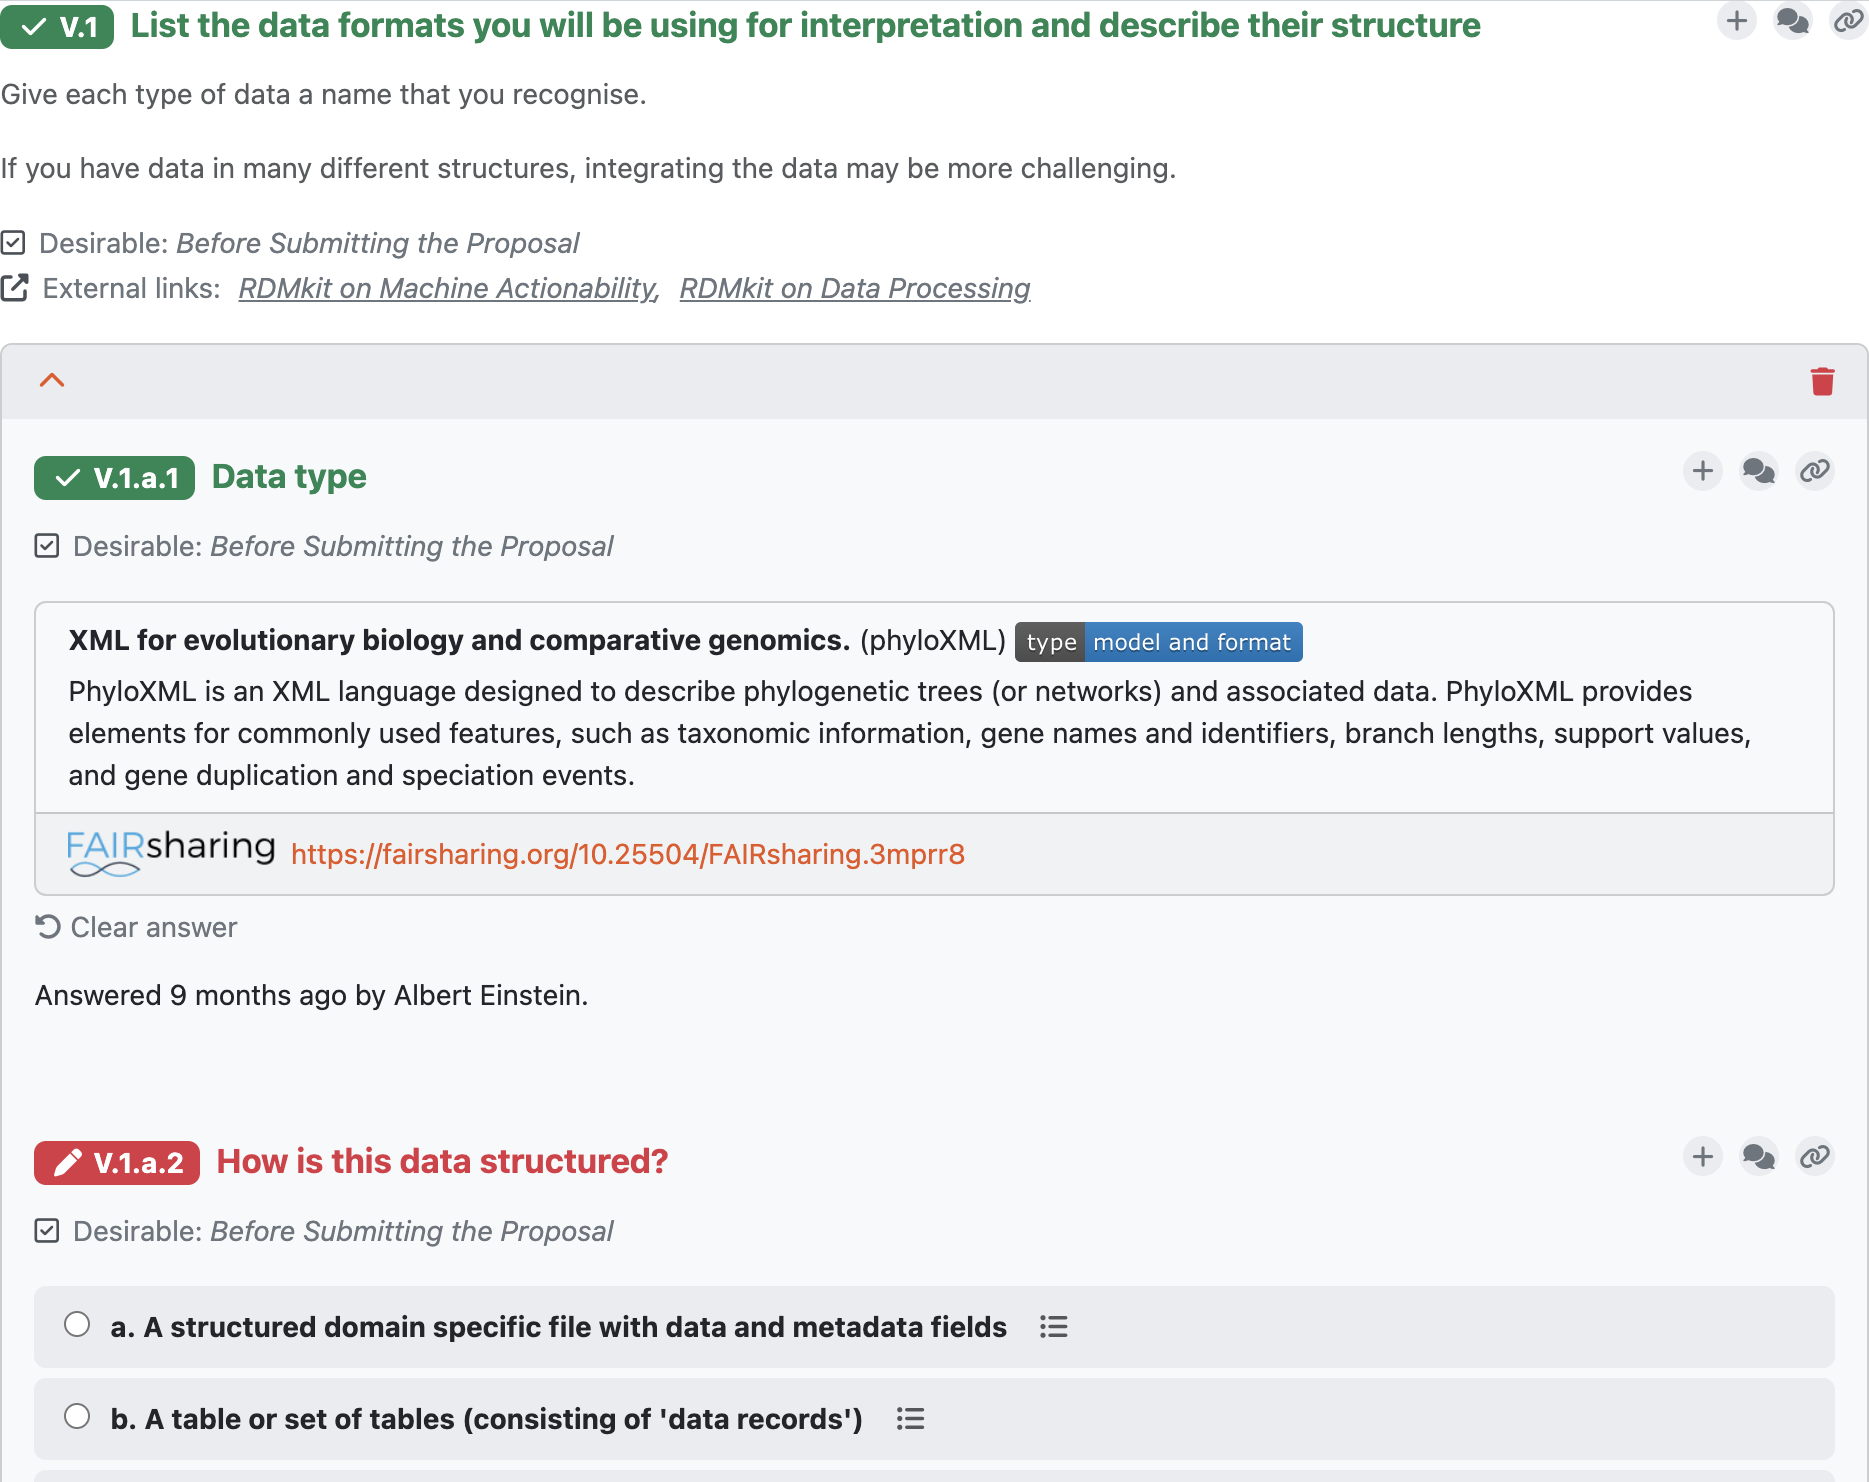 V.1 List the data formats you will be using for interpretation and describe their structure
Give each type of data a name that you recognise.
If you have data in many different structures, integrating the data may be more challenging.
Desirable: Before Submitting the Proposal
External links: RDMkit on Machine Actionability, RDMkit on Data Processing
V.1.a.1 Data type
Desirable: Before Submitting the Proposal
XML for evolutionary biology and comparative genomics. (phyloXML) type model and format
PhyloXML is an XML language designed to describe phylogenetic trees (or networks) and associated data. PhyloXML provides
elements for commonly used features, such as taxonomic information, gene names and identifiers, branch lengths, support values,
and gene duplication and speciation events.
FAIRsharing https://fairsharing.org/10.25504/FAIRsharing.3mprr8
Clear answer
Answered 9 months ago by Albert Einstein.
V.1.a.2 How is this data structured?
Desirable: Before Submitting the Proposal
a. A structured domain specific file with data and metadata fields
b. A table or set of tables (consisting of 'data records')